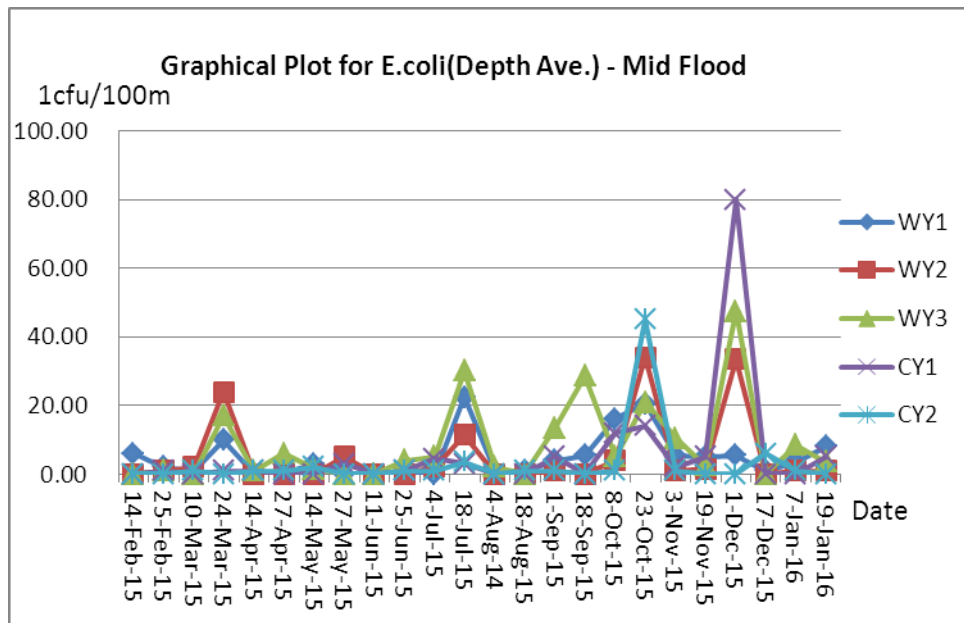 Graphical Plot for E.coli(Depth Ave.) - Mid Flood
1cfu/100m
100.00
80.00
60.00
40.00
20.00
0.00
WY1
WY2
WY3
CY1
CY2
14-Feb-15
25-Feb-15
10-Mar-15
24-Mar-15
14-Apr-15
27-Apr-15
14-May-15
27-May-15
11-Jun-15
25-Jun-15
4-Jul-15
18-Jul-15
4-Aug-14
18-Aug-15
1-Sep-15
18-Sep-15
8-Oct-15
23-Oct-15
3-Nov-15
19-Nov-15
1-Dec-15
17-Dec-15
7-Jan-16
19-Jan-16
Date